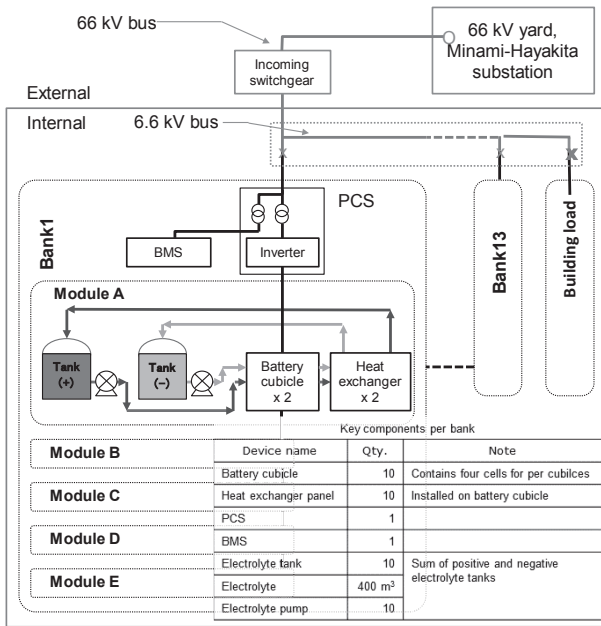 66 kV bus
66 kV yard,
Minami-Hayakita
substation
Incoming
switchgear
External
Internal
6.6 kV bus
Bank1
PCS
BMS
Inverter
Bank13
Building load
Module A
Tank
(+)
Tank
(−)
Battery
cubicle
x 2
Heat
exchanger
x 2
Module B
Module C
Module D
Module E
Key components per bank
Device name Qty. Note
Battery cubicle 10 Contains four cells for per cubilces
Heat exchanger panel 10 Installed on battery cubicle
PCS 1
BMS 1
Electrolyte tank 10 Sum of positive and negative
electrolyte tanks
Electrolyte 400 m³
Electrolyte pump 10